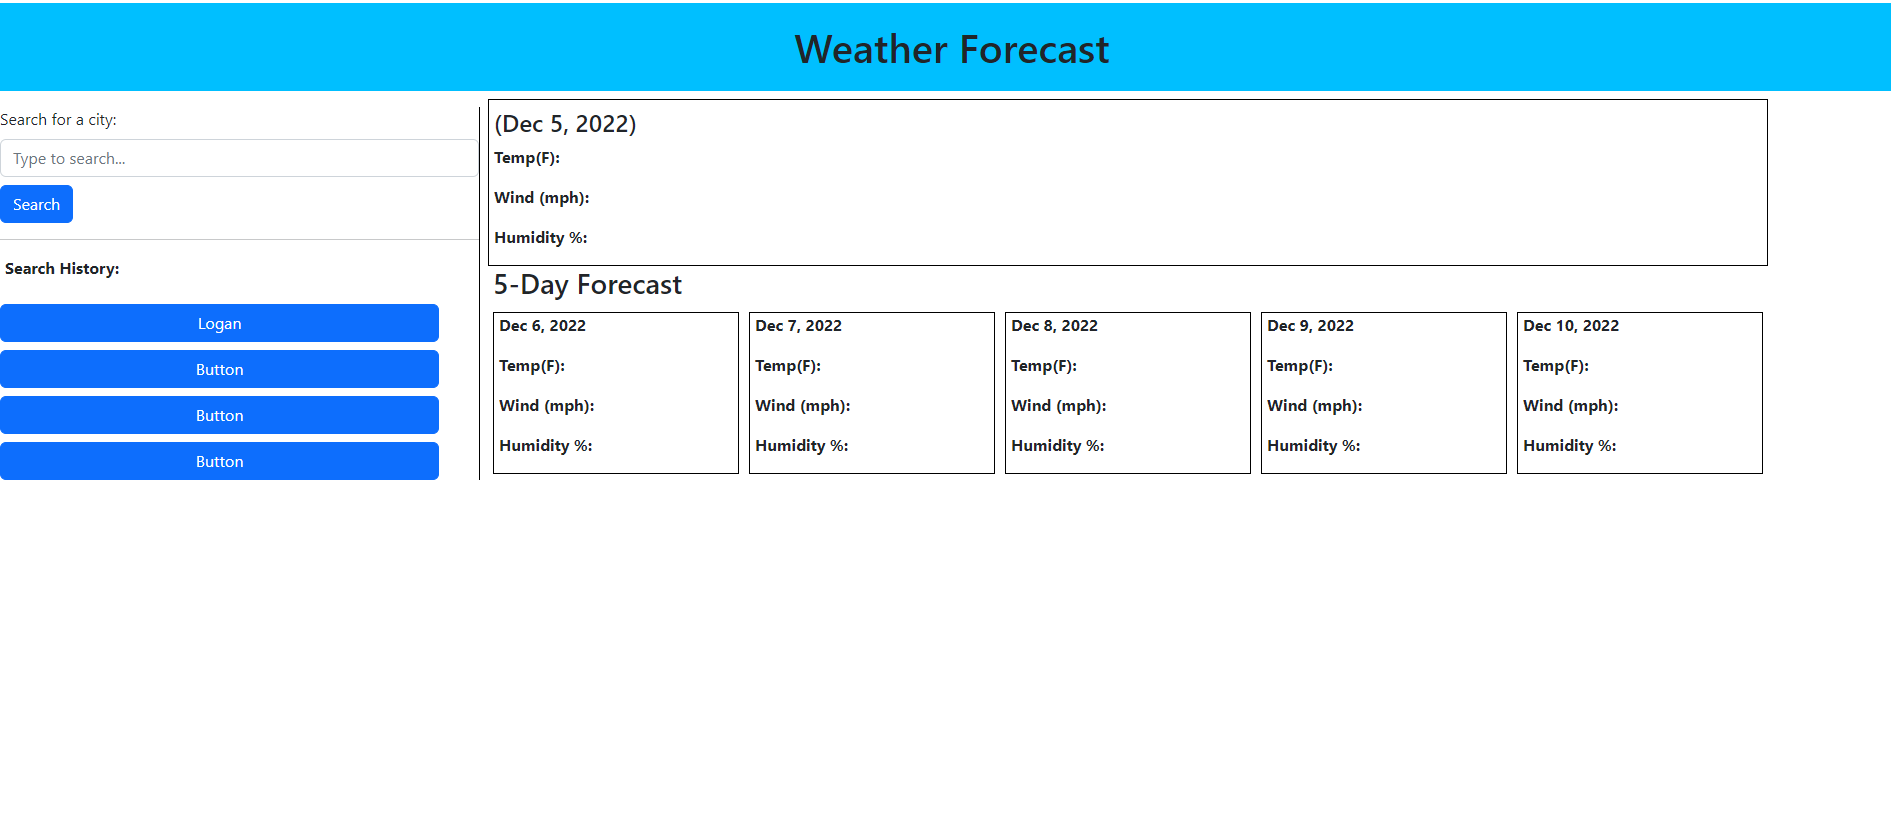 Weather Forecast
Search for a city:
Type to search...
Search
Search History:
Logan
Button
Button
Button
(Dec 5, 2022)
Temp(F):
Wind (mph):
Humidity %:
5-Day Forecast
Dec 6, 2022
Temp(F):
Wind (mph):
Humidity %:
Dec 7, 2022
Temp(F):
Wind (mph):
Humidity %:
Dec 8, 2022
Temp(F):
Wind (mph):
Humidity %:
Dec 9, 2022
Temp(F):
Wind (mph):
Humidity %:
Dec 10, 2022
Temp(F):
Wind (mph):
Humidity %: